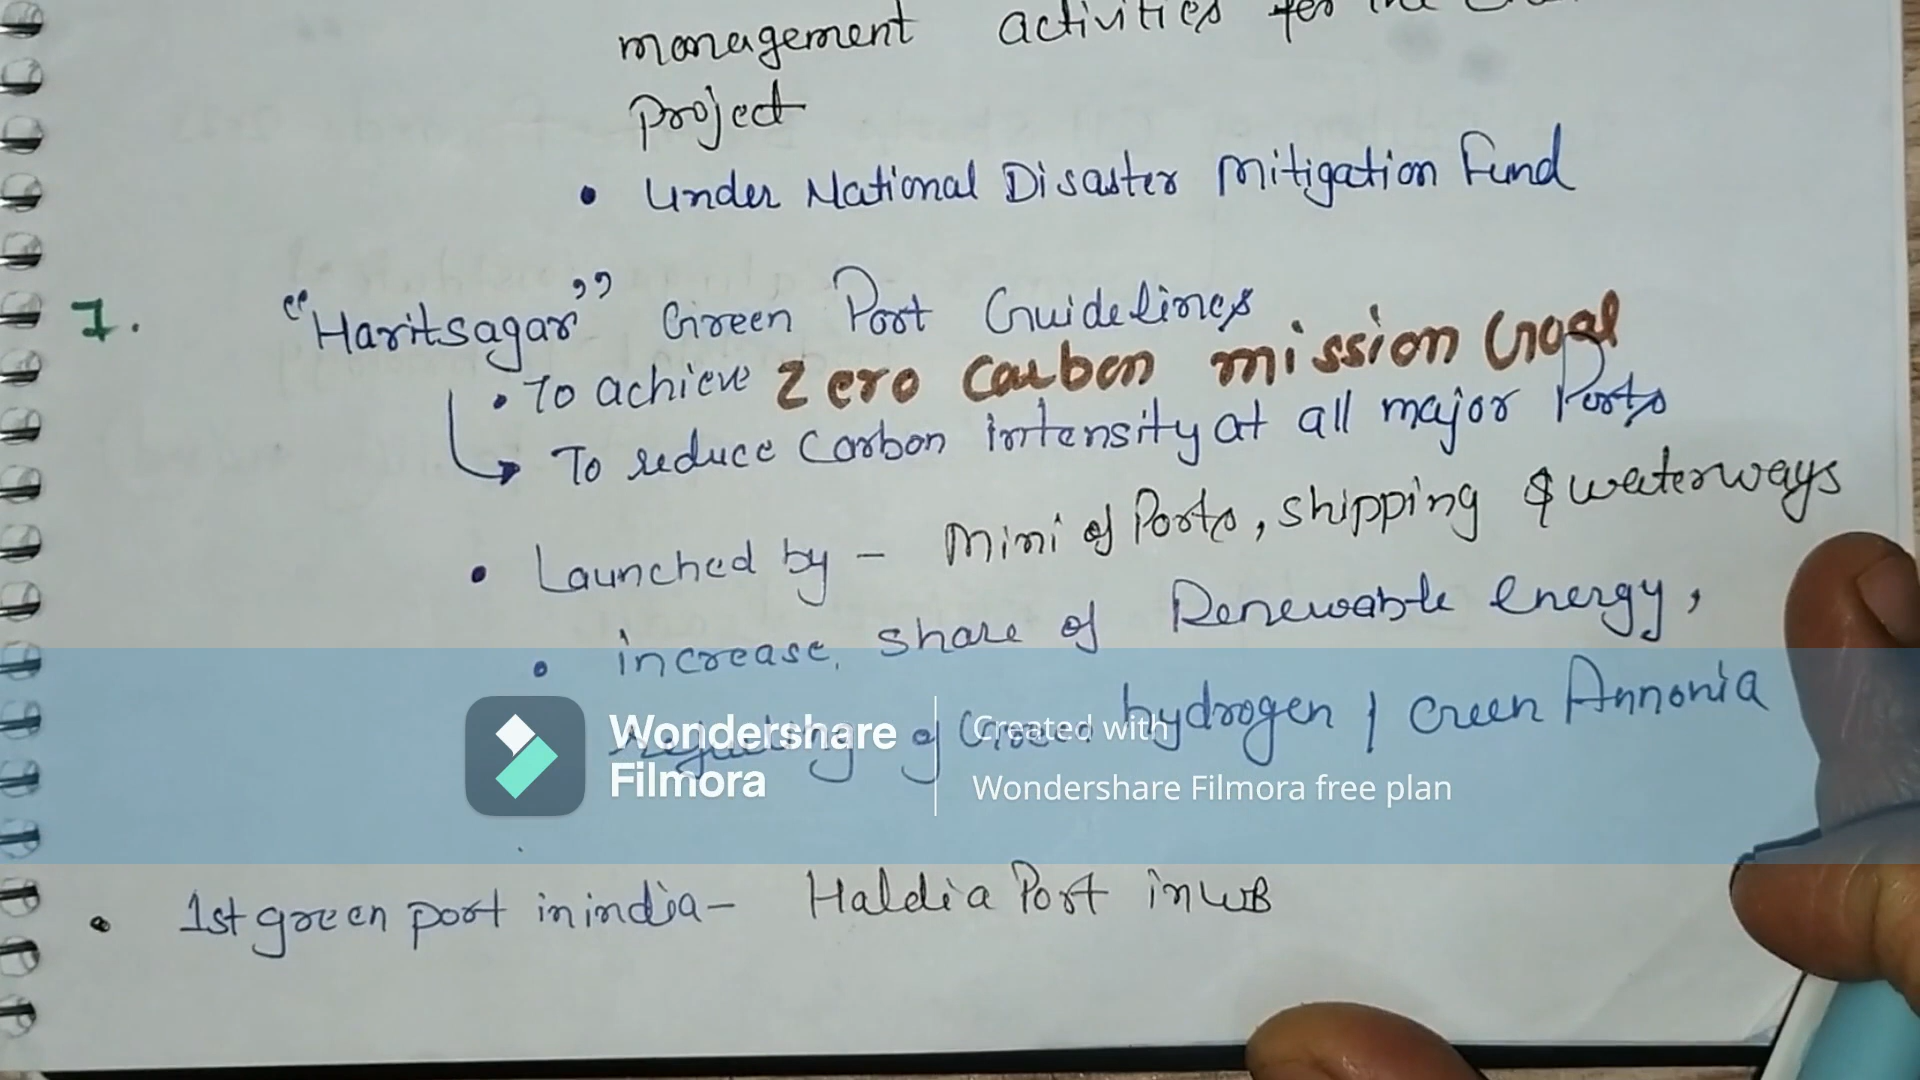 management activities for the
Project
• Under National Disaster Mitigation Fund
7. "Haritsagar" Green Port Guidelines
• To achieve Zero Carbon mission Goal
To reduce Carbon intensity at all major Ports
• Launched by - Mini of Ports, shipping & waterways
• increase share of Renewable energy,
of Green hydrogen / Green Annonia
Wondershare
Filmora
Created with
Wondershare Filmora free plan
• 1st green port in india - Haldia Port in WB